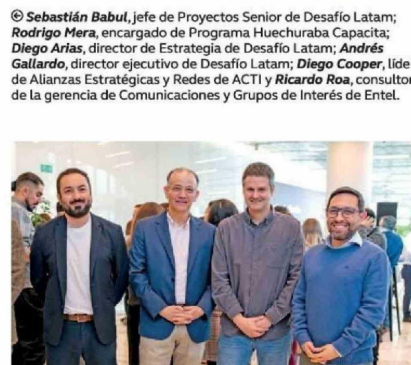 Sebastián Babul, jefe de Proyectos Senior de Desafío Latam;
Rodrigo Mera, encargado de Programa Huechuraba Capacita;
Diego Arias, director de Estrategia de Desafío Latam; Andrés
Gallardo, director ejecutivo de Desafío Latam; Diego Cooper, líde
de Alianzas Estratégicas y Redes de ACTI y Ricardo Roa, consultor
de la gerencia de Comunicaciones y Grupos de Interés de Entel.